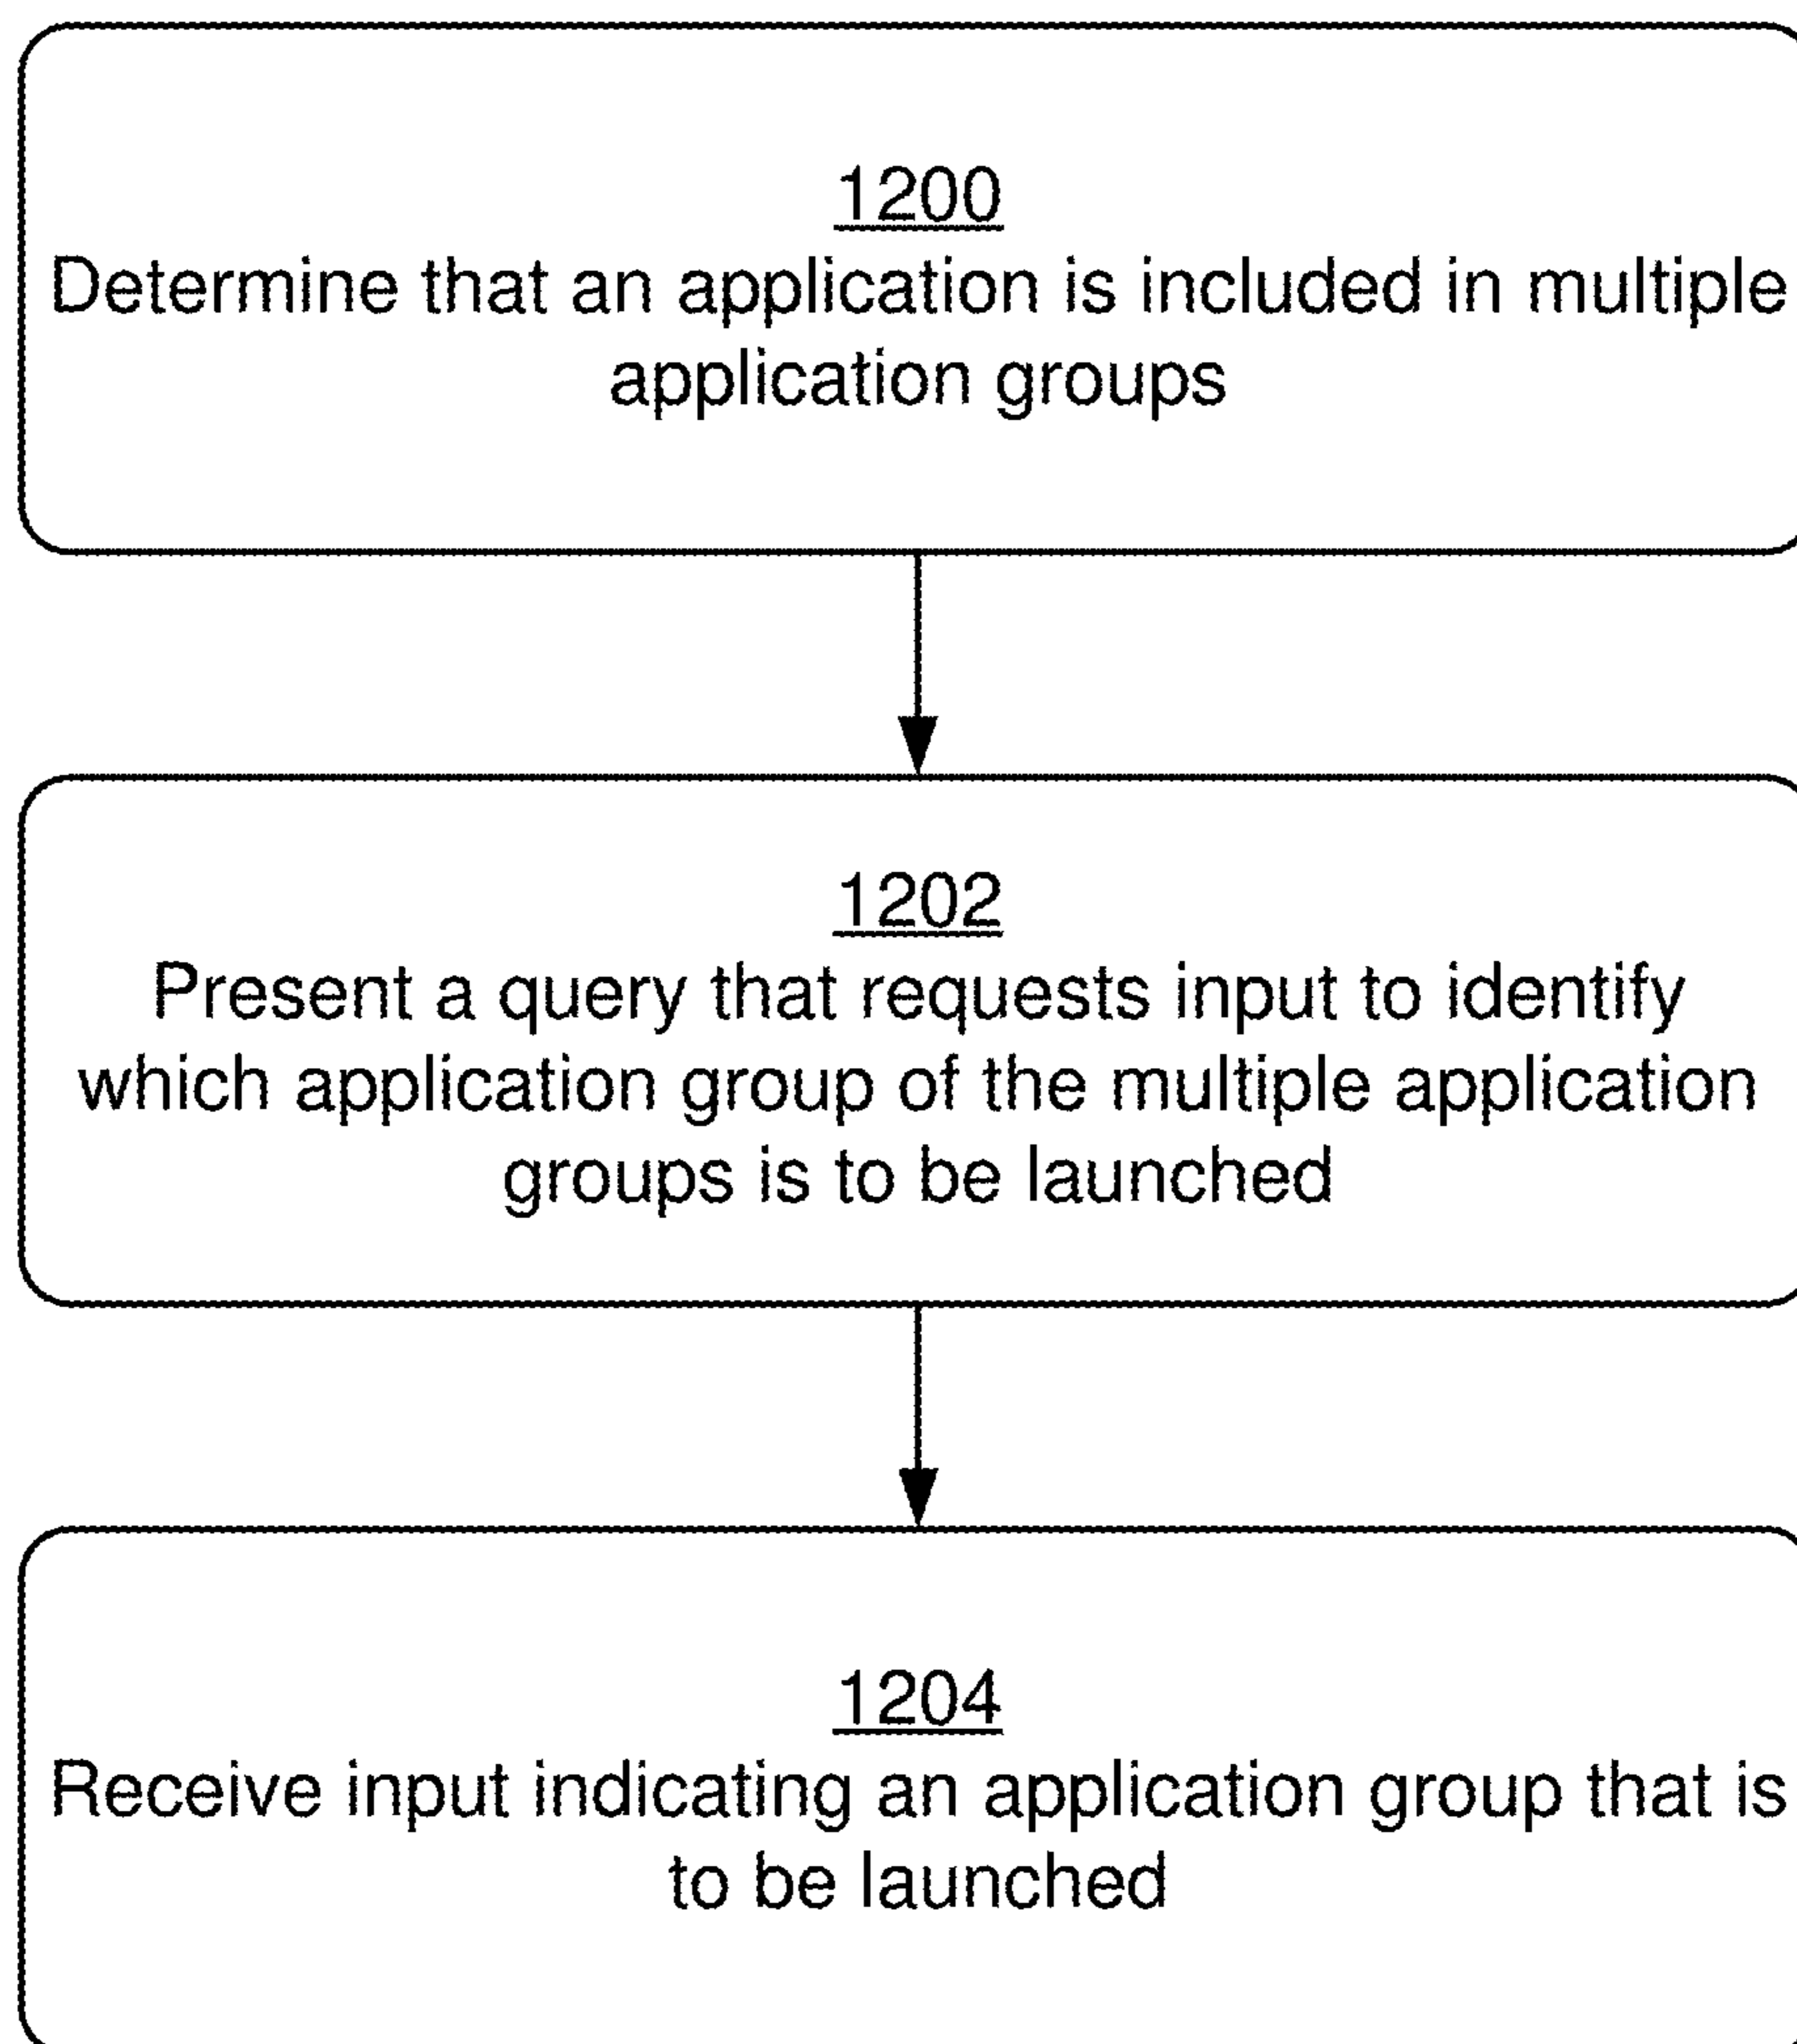 1200
Determine that an application is included in multiple
application groups
1202
Present a query that requests input to identify
which application group of the multiple application
groups is to be launched
1204
Receive input indicating an application group that is
to be launched